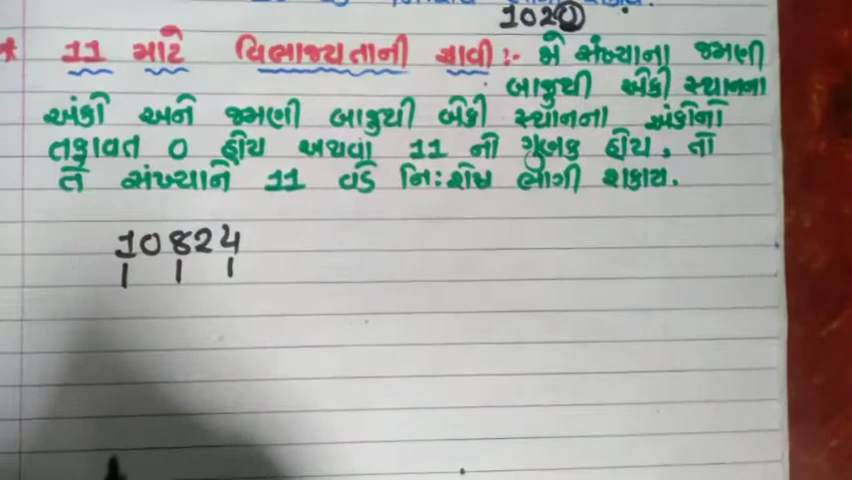 1020
* 11 માટે વિભાજ્યતાની ચાવી :- જે સંખ્યાના જમણી
બાજુથી એકી સ્થાનના
અંકો અને જમણી બાજુથી બેકી સ્થાનના અંકોનો
તફાવત 0 હોય અથવા 11 નો ગુણક હોય, તો
તે સંખ્યાને 11 વડે નિ:શેષ ભાગી શકાય.
10824